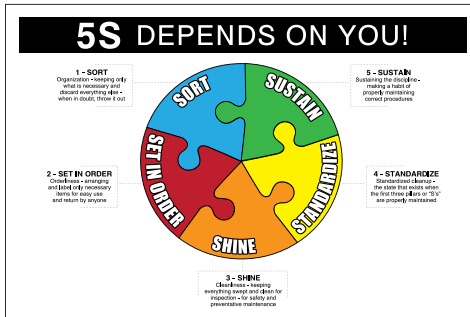 5S DEPENDS ON YOU!
1 - SORT
Organization - keeping only
what is necessary and
discard everything else -
when in doubt, throw it out
5 - SUSTAIN
Sustaining the discipline -
making a habit of
properly maintaining
correct procedures
SORT
SUSTAIN
SET IN ORDER
STANDARDIZE
SHINE
2 - SET IN ORDER
Orderliness - arranging
and label only necessary
items for easy use
and return by anyone
4 - STANDARDIZE
Standardized cleanup -
the state that exists when
the first three pillars or "S's"
are properly maintained
3 - SHINE
Cleanliness - keeping
everything swept and clean for
inspection - for safety and
preventative maintenance